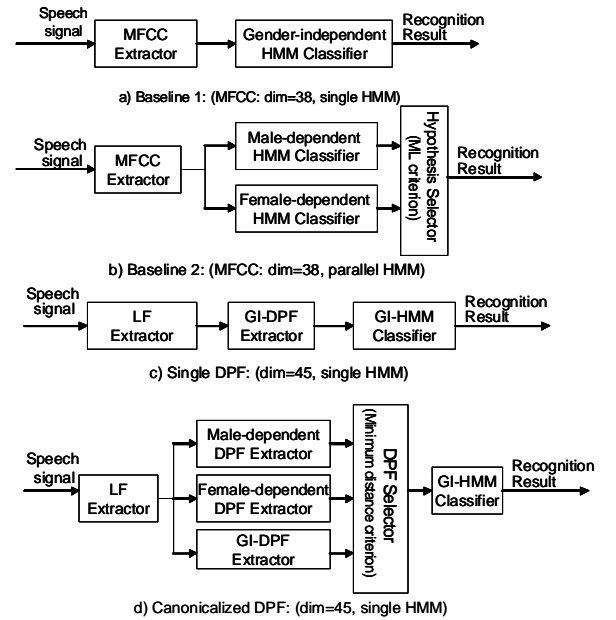 Speech
signal
MFCC
Extractor
Gender-independent
HMM Classifier
Recognition
Result
a) Baseline 1: (MFCC: dim=38, single HMM)
Speech
signal
MFCC
Extractor
Male-dependent
HMM Classifier
Female-dependent
HMM Classifier
Hypothesis Selector
(ML criterion)
Recognition
Result
b) Baseline 2: (MFCC: dim=38, parallel HMM)
Speech
signal
LF
Extractor
GI-DPF
Extractor
GI-HMM
Classifier
Recognition
Result
c) Single DPF: (dim=45, single HMM)
Speech
signal
LF
Extractor
Male-dependent
DPF Extractor
Female-dependent
DPF Extractor
GI-DPF
Extractor
DPF Selector
(Minimum distance criterion)
GI-HMM
Classifier
Recognition
Result
d) Canonicalized DPF: (dim=45, single HMM)